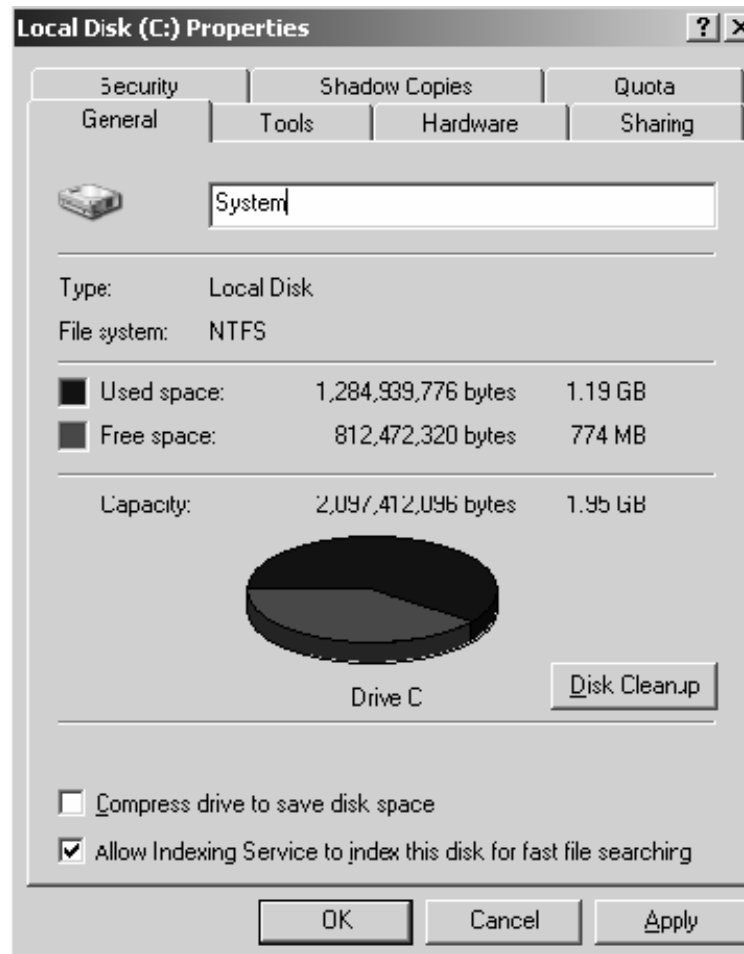 Local Disk (C:) Properties ? X
Security Shadow Copies Quota
General Tools Hardware Sharing
System
Type: Local Disk
File system: NTFS
Used space: 1,284,939,776 bytes 1.19 GB
Free space: 812,472,320 bytes 774 MB
Capacity: 2,097,412,096 bytes 1.95 GB
Drive C
Disk Cleanup
Compress drive to save disk space
Allow Indexing Service to index this disk for fast file searching
OK Cancel Apply